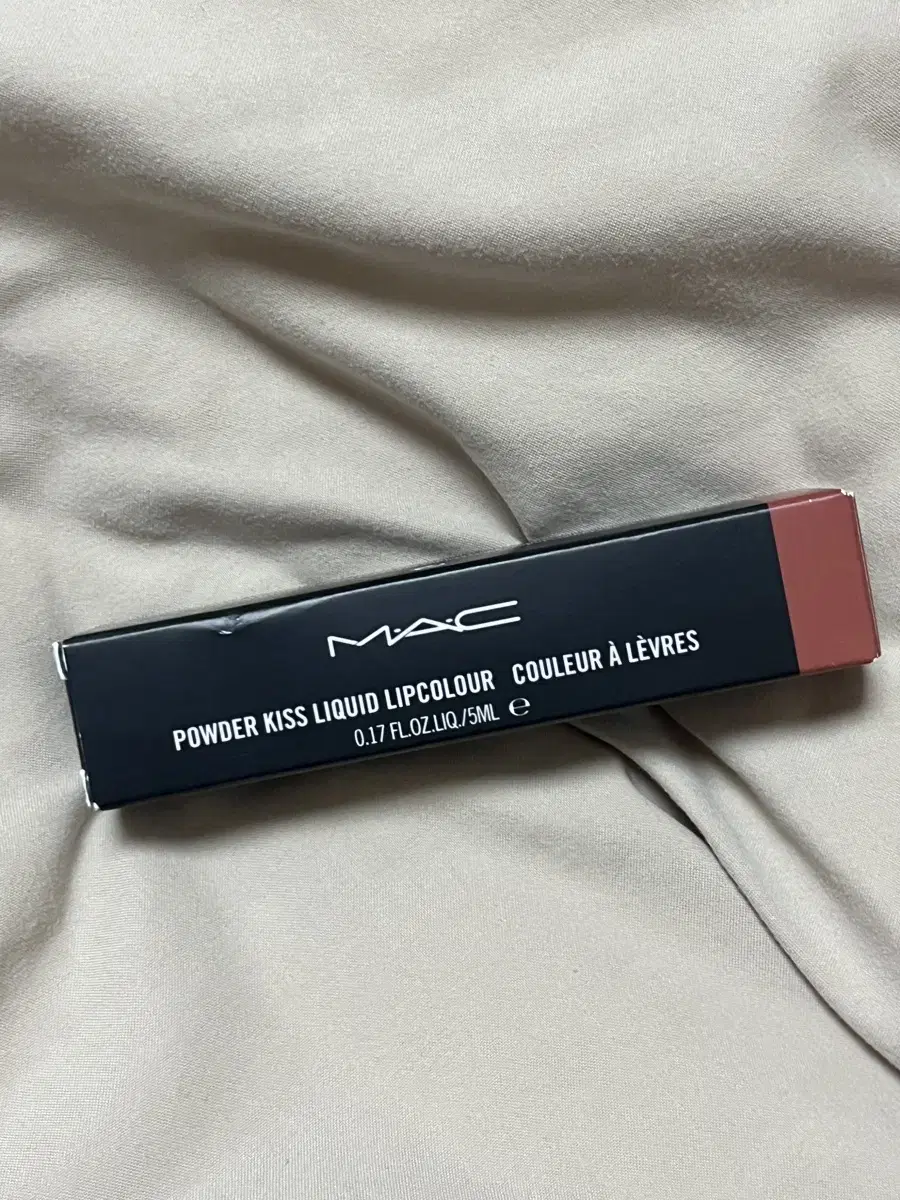 M·A·C
POWDER KISS LIQUID LIPCOLOUR COULEUR À LÈVRES
0.17 FL.OZ.LIQ./5ML ℮